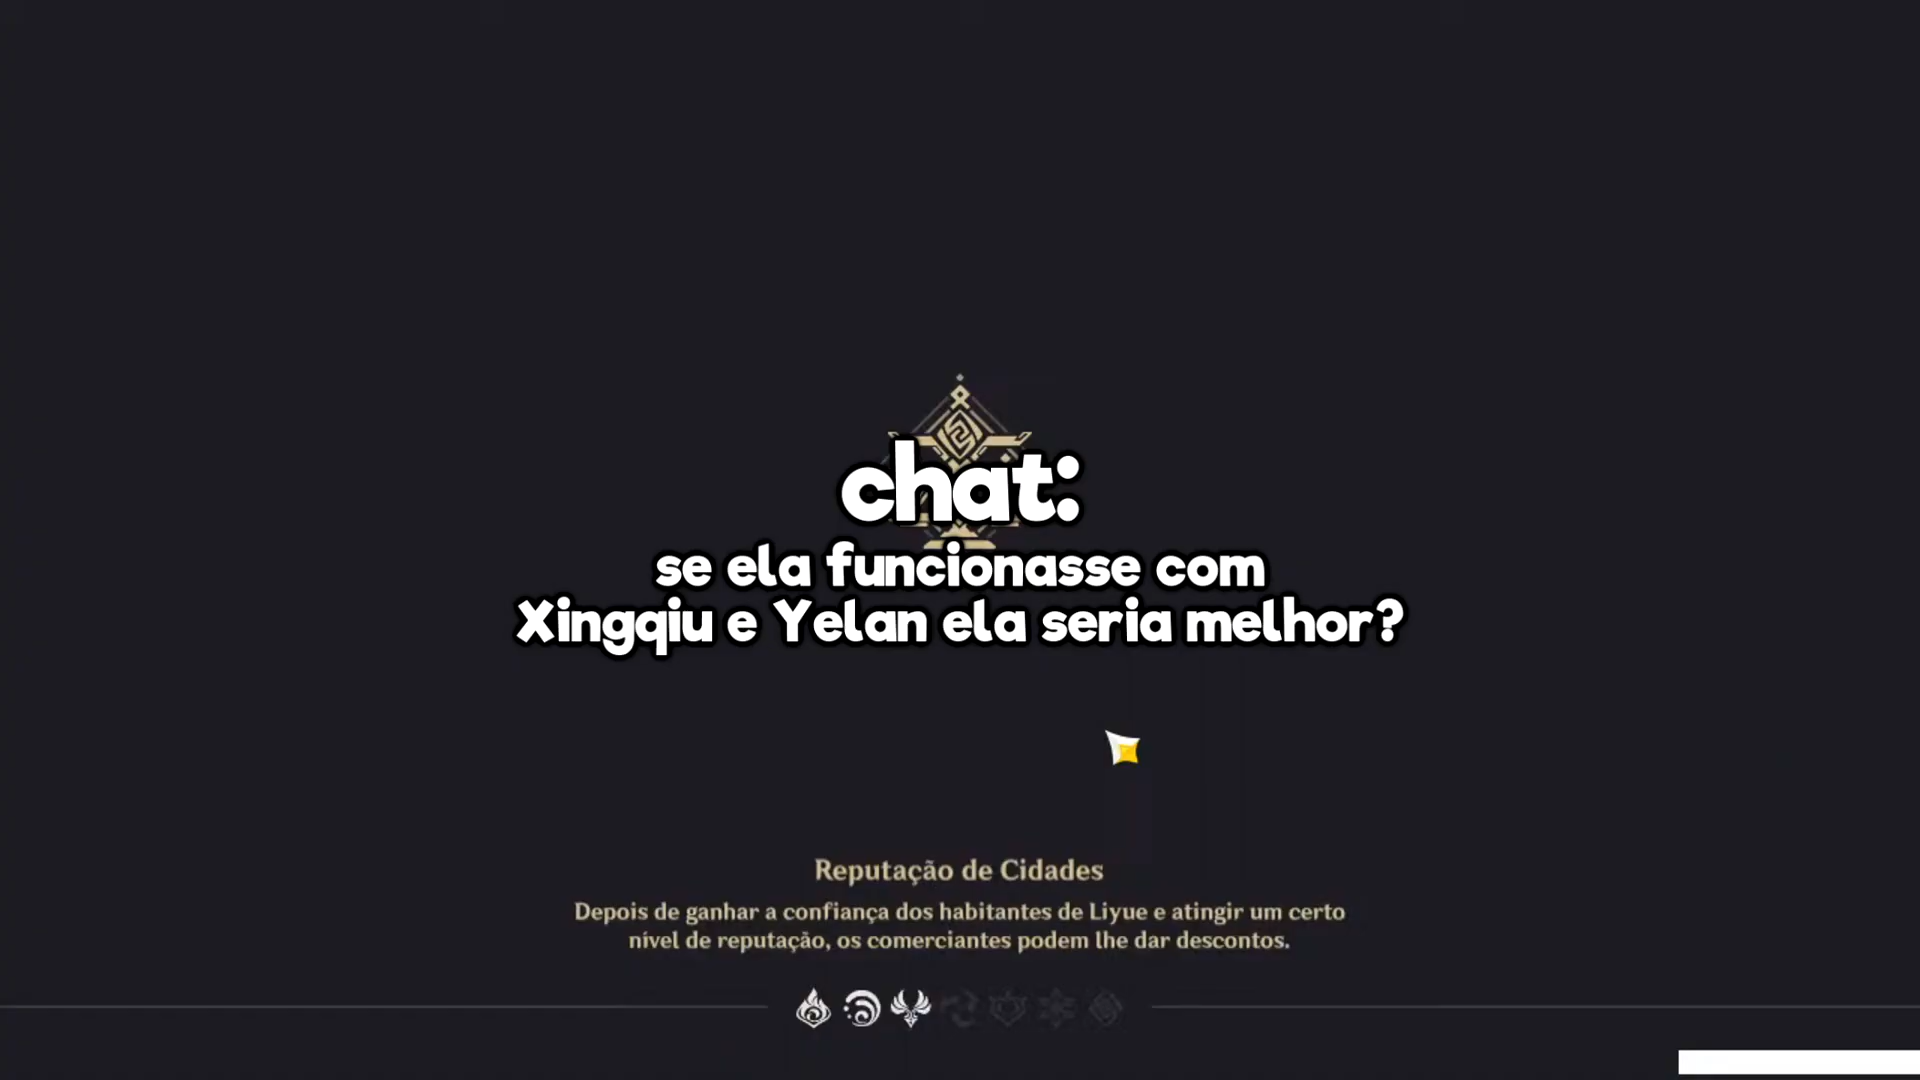 chat:
se ela funcionasse com
Xingqiu e Yelan ela seria melhor?
Reputação de Cidades
Depois de ganhar a confiança dos habitantes de Liyue e atingir um certo
nível de reputação, os comerciantes podem lhe dar descontos.